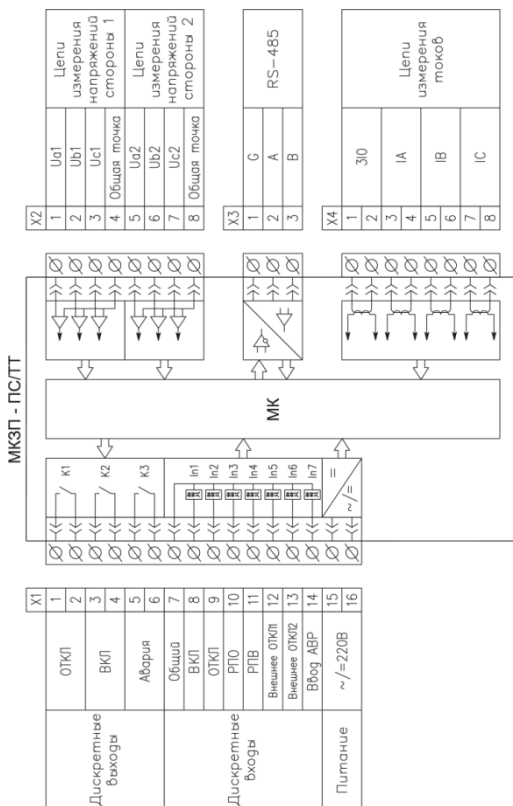 МКЗП - ПС/ТТ
X1
Дискретные выходы
ОТКЛ
1
2
ВКЛ
3
4
Авария
5
6
Дискретные входы
Общий
7
ВКЛ
8
ОТКЛ
9
РПО
10
РПВ
11
Внешнее ОТКЛ1
12
Внешнее ОТКЛ2
13
Ввод АВР
14
Питание
~/=220В
15
16
K1
K2
K3
In1
In2
In3
In4
In5
In6
In7
~/=
=
МК
X2
1
Ua1
2
Ub1
3
Uc1
4
Общая точка
Цепи
измерения
напряжений
стороны 1
5
Ua2
6
Ub2
7
Uc2
8
Общая точка
Цепи
измерения
напряжений
стороны 2
X3
1
G
2
A
3
B
RS-485
X4
1
2
3I0
3
4
IA
5
6
IB
7
8
IC
Цепи
измерения
токов